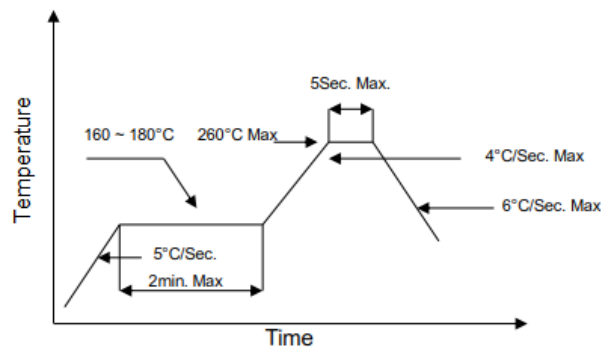 5Sec. Max.
160 ~ 180°C
260°C Max
4°C/Sec. Max
6°C/Sec. Max
5°C/Sec.
2min. Max
Temperature
Time